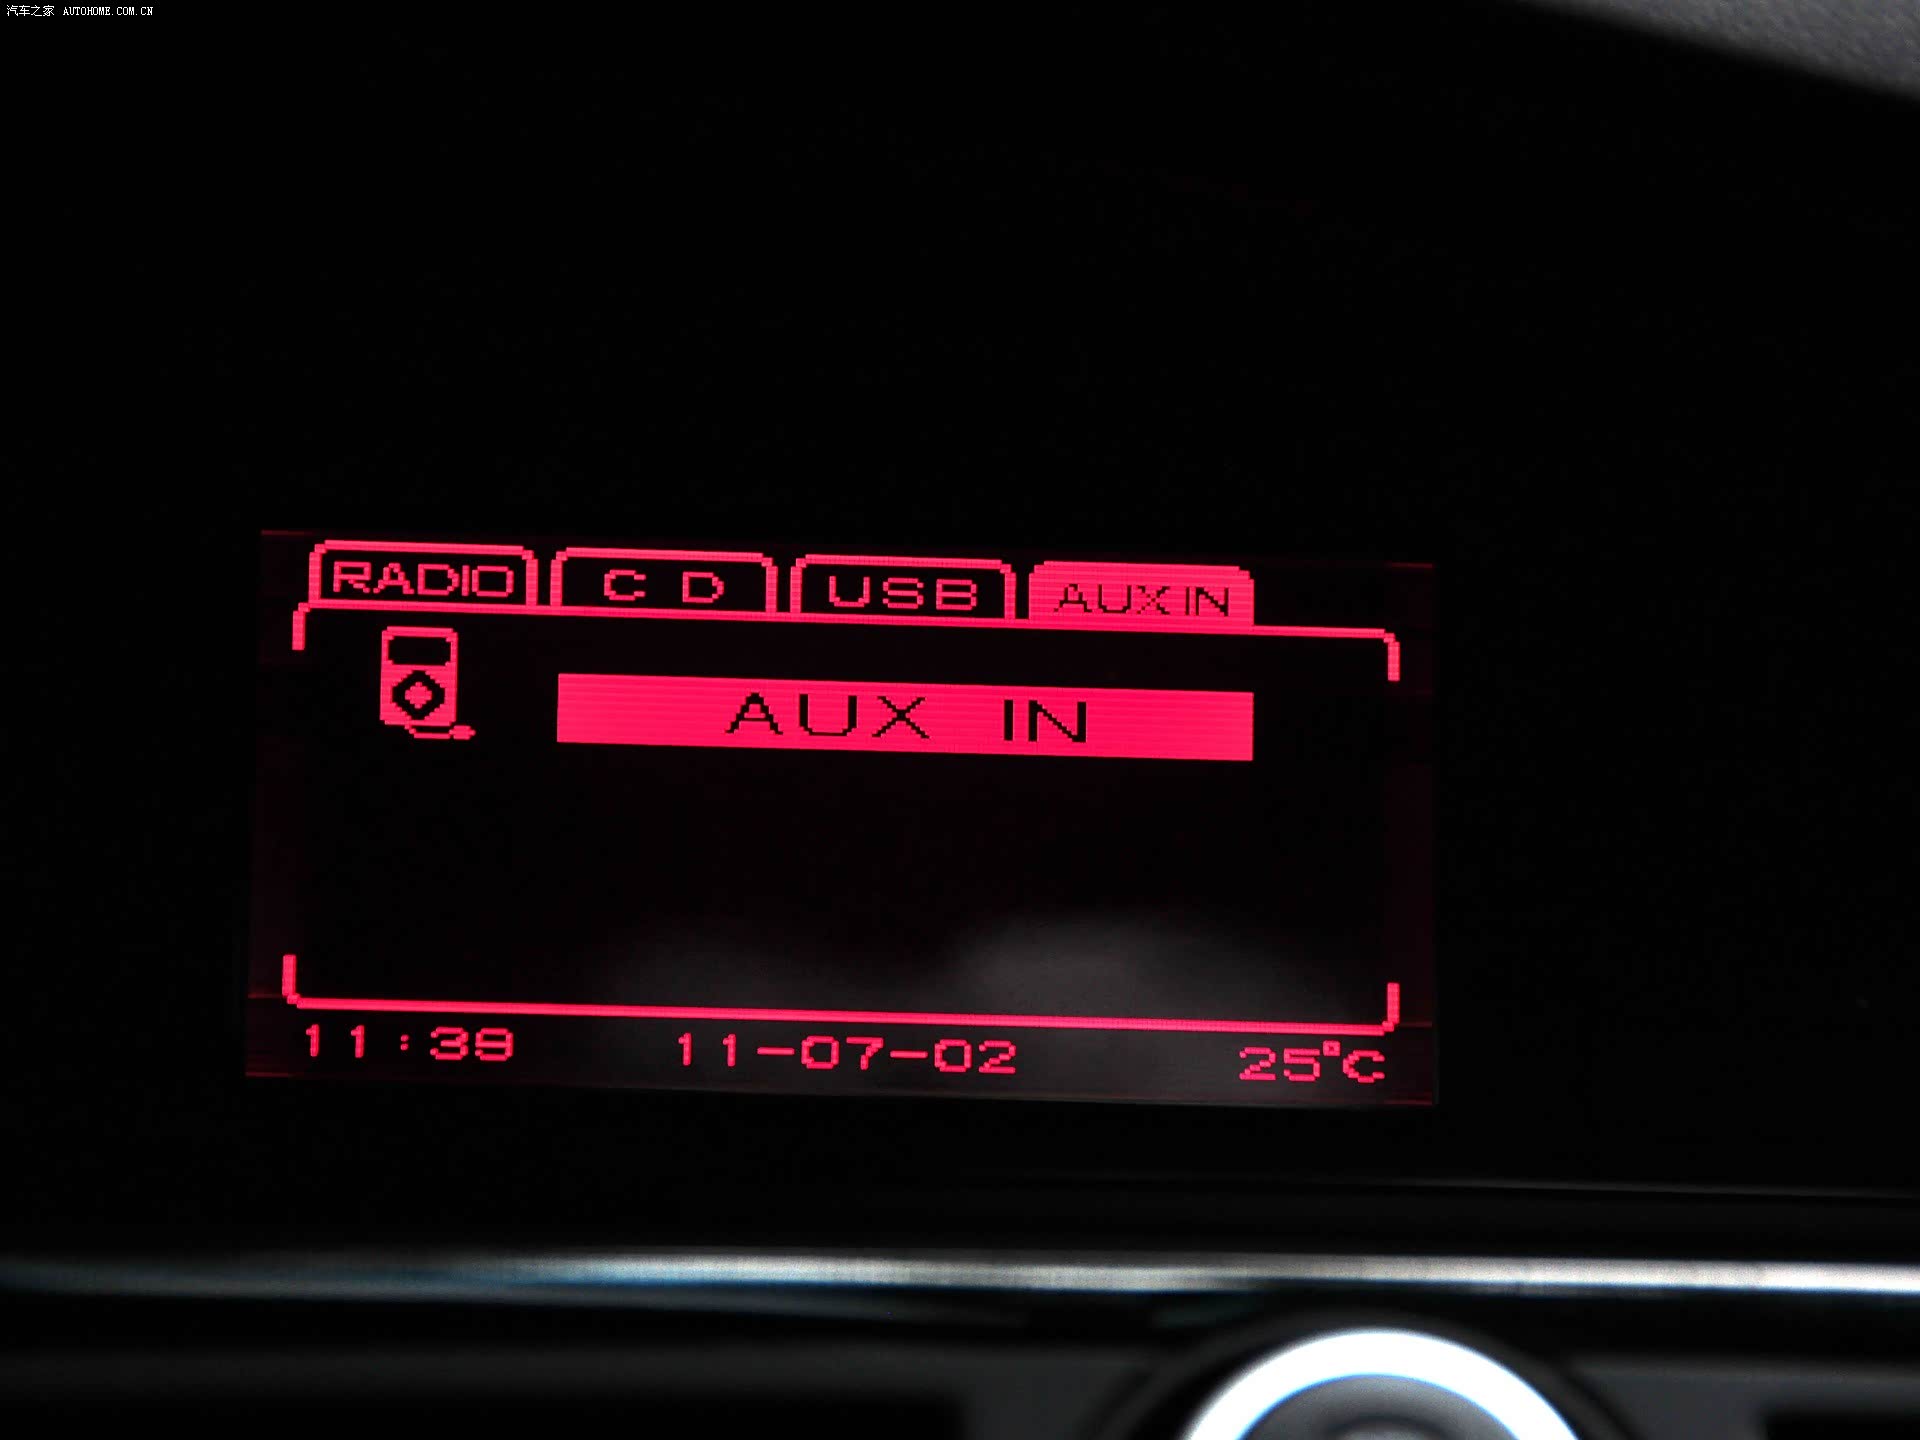 汽车之家 AUTOHOME.COM.CN
RADIO CD USB AUX IN
AUX IN
11:39 11-07-02 25°C